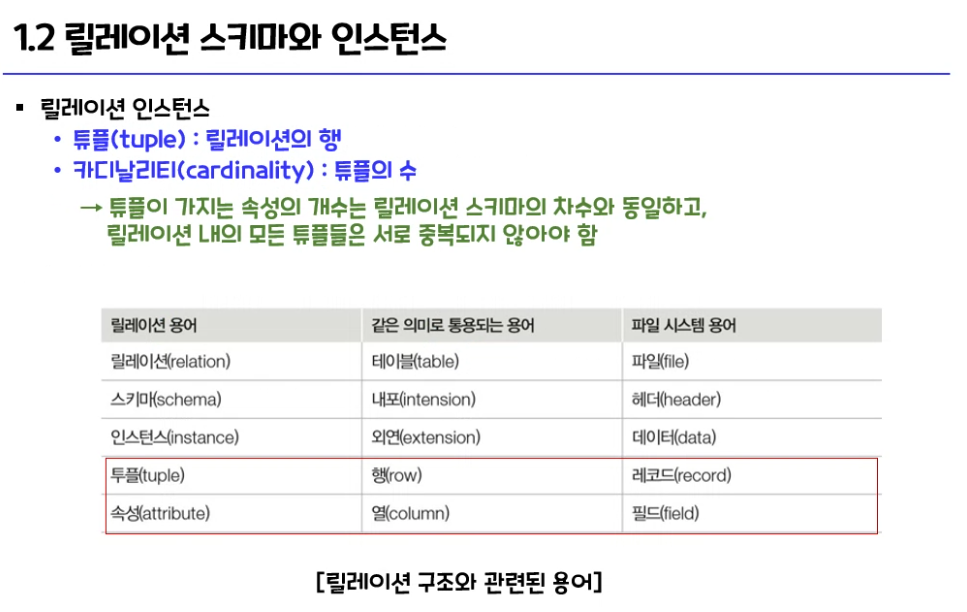 1.2 릴레이션 스키마와 인스턴스
▪ 릴레이션 인스턴스
• 튜플(tuple) : 릴레이션의 행
• 카디날리티(cardinality) : 튜플의 수
→ 튜플이 가지는 속성의 개수는 릴레이션 스키마의 차수와 동일하고,
릴레이션 내의 모든 튜플들은 서로 중복되지 않아야 함
릴레이션 용어 같은 의미로 통용되는 용어 파일 시스템 용어
릴레이션(relation) 테이블(table) 파일(file)
스키마(schema) 내포(intension) 헤더(header)
인스턴스(instance) 외연(extension) 데이터(data)
투플(tuple) 행(row) 레코드(record)
속성(attribute) 열(column) 필드(field)
[릴레이션 구조와 관련된 용어]